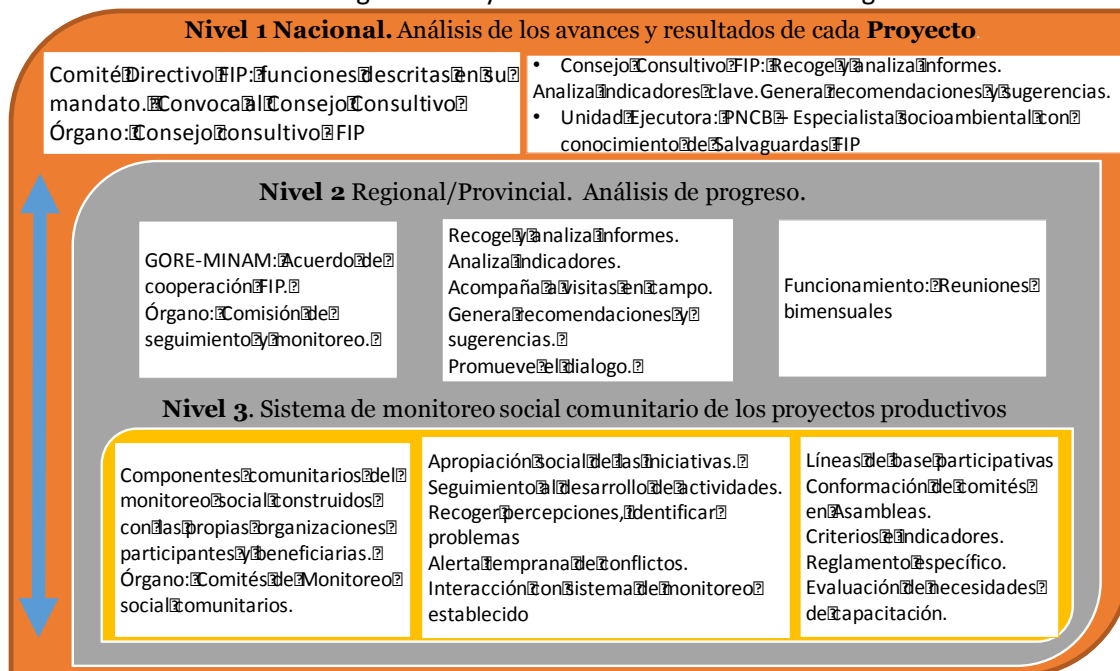 Nivel 1 Nacional. Análisis de los avances y resultados de cada Proyecto.
Comité Directivo FIP: funciones descritas en su
mandato. Convoca al Consejo Consultivo
Órgano: Consejo consultivo FIP
• Consejo Consultivo FIP: Recoge y analiza informes.
Analiza indicadores clave. Genera recomendaciones y sugerencias.
• Unidad Ejecutora: PNCB – Especialista socioambiental con
conocimiento de Salvaguardas FIP
Nivel 2 Regional/Provincial. Análisis de progreso.
GORE-MINAM: Acuerdo de
cooperación FIP.
Órgano: Comisión de
seguimiento y monitoreo.
Recoge y analiza informes.
Analiza indicadores.
Acompaña a visitas en campo.
Genera recomendaciones y
sugerencias.
Promueve el dialogo.
Funcionamiento: Reuniones
bimensuales
Nivel 3. Sistema de monitoreo social comunitario de los proyectos productivos
Componentes comunitarios del
monitoreo social construidos
con las propias organizaciones
participantes y beneficiarias.
Órgano: Comités de Monitoreo
social comunitarios.
Apropiación social de las iniciativas.
Seguimiento al desarrollo de actividades.
Recoger percepciones, identificar
problemas
Alerta temprana de conflictos.
Interacción con sistema de monitoreo
establecido
Líneas de base participativas
Conformación de comités
en Asambleas.
Criterios e indicadores.
Reglamento específico.
Evaluación de necesidades
de capacitación.